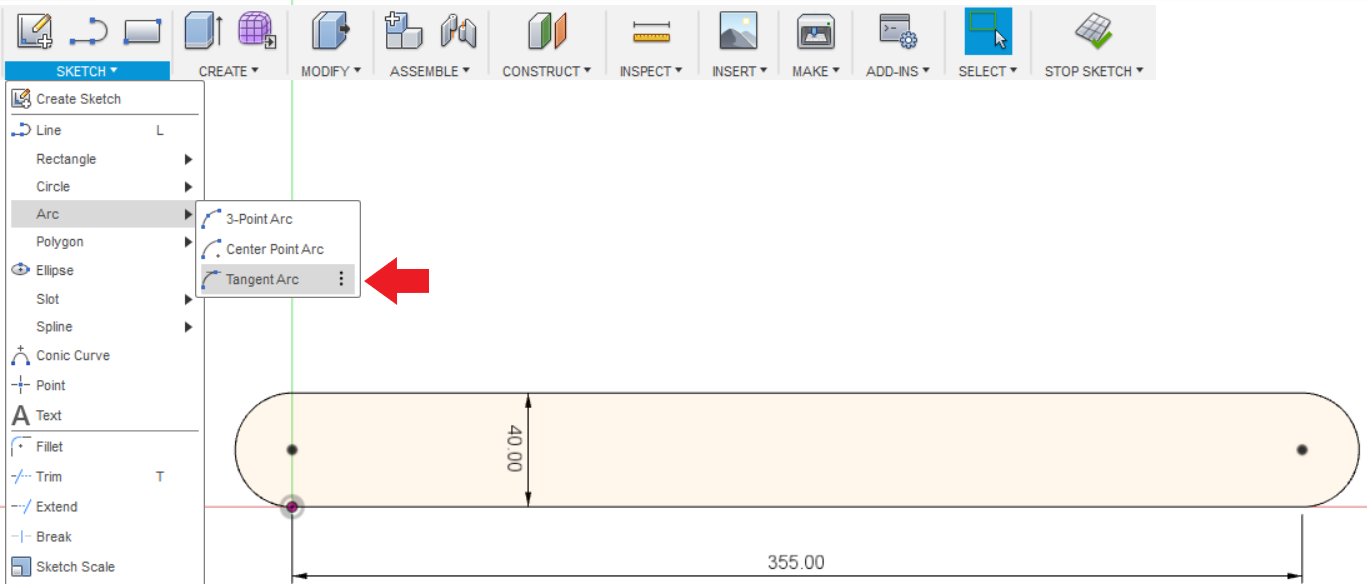 SKETCH ▾ CREATE ▾ MODIFY ▾ ASSEMBLE ▾ CONSTRUCT ▾ INSPECT ▾ INSERT ▾ MAKE ▾ ADD-INS ▾ SELECT ▾ STOP SKETCH ▾
Create Sketch
Line L
Rectangle
Circle
Arc
3-Point Arc
Polygon
Center Point Arc
Ellipse
Tangent Arc
Slot
Spline
Conic Curve
Point
Text
Fillet
40.00
Trim T
Extend
Break
Sketch Scale
355.00